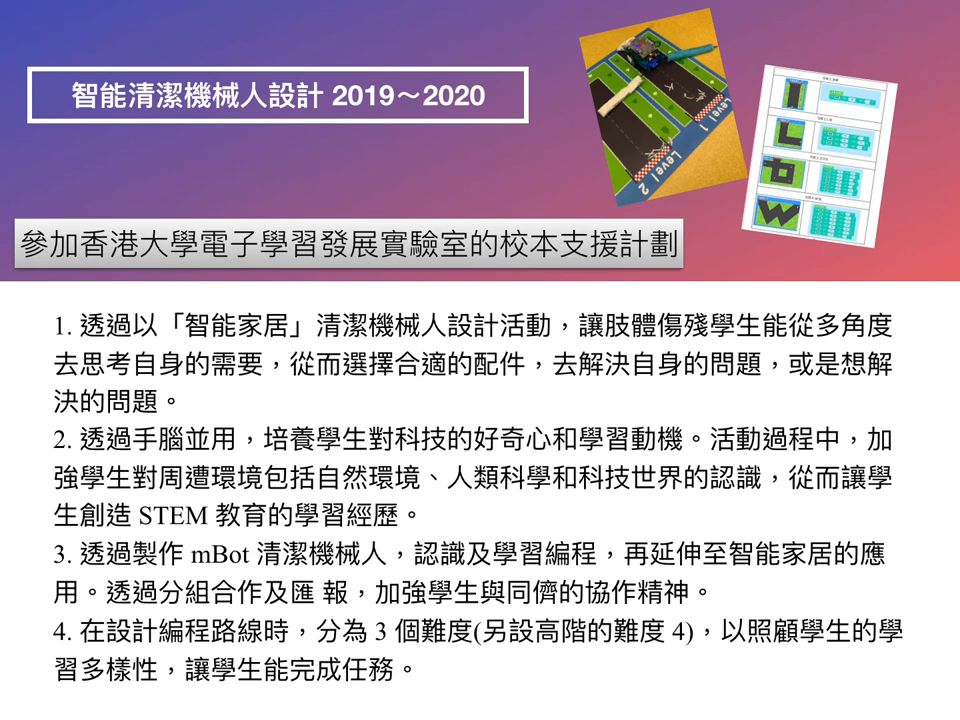 智能清潔機械人設計 2019～2020
Level 1
Level 2
參加香港大學電子學習發展實驗室的校本支援計劃
1. 透過以「智能家居」清潔機械人設計活動，讓肢體傷殘學生能從多角度
去思考自身的需要，從而選擇合適的配件，去解決自身的問題，或是想解
決的問題。
2. 透過手腦並用，培養學生對科技的好奇心和學習動機。活動過程中，加
強學生對周遭環境包括自然環境、人類科學和科技世界的認識，從而讓學
生創造 STEM 教育的學習經歷。
3. 透過製作 mBot 清潔機械人，認識及學習編程，再延伸至智能家居的應
用。透過分組合作及匯 報，加強學生與同儕的協作精神。
4. 在設計編程路線時，分為 3 個難度(另設高階的難度 4)，以照顧學生的學
習多樣性，讓學生能完成任務。